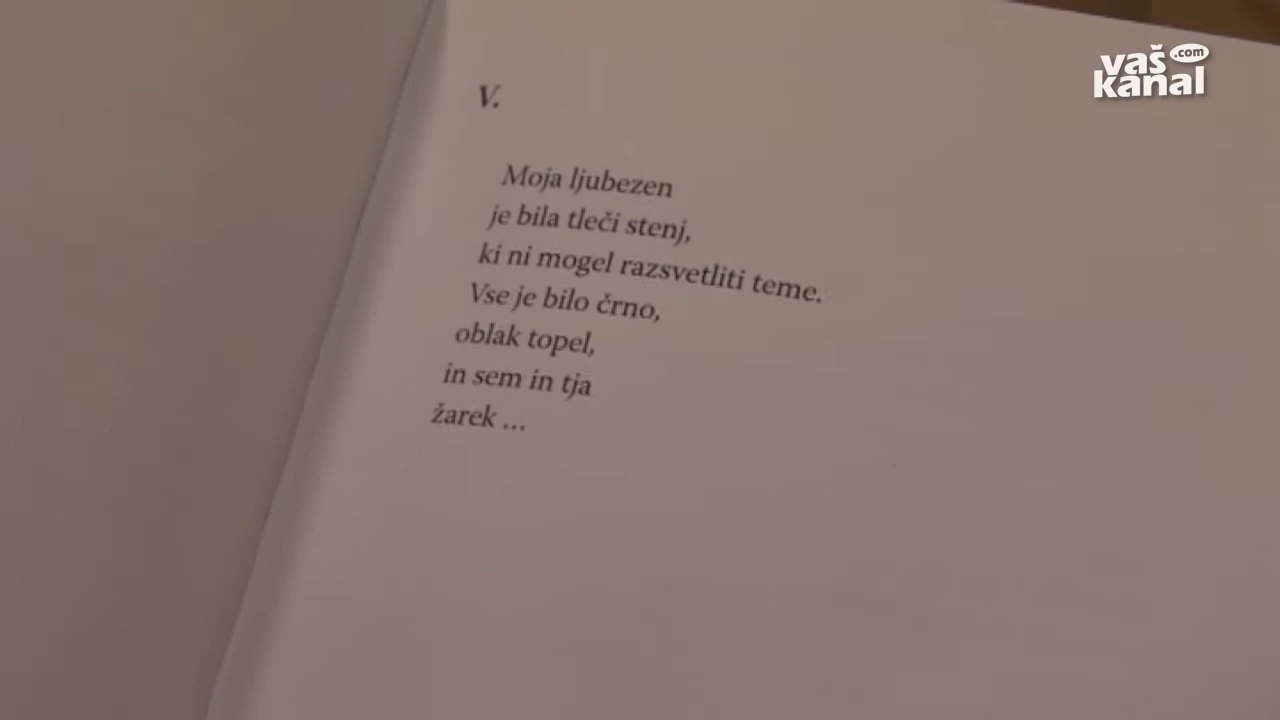 vaš .com
kanal
V.
Moja ljubezen
je bila tleči stenj,
ki ni mogel razsvetliti teme.
Vse je bilo črno,
oblak topel,
in sem in tja
žarek ...